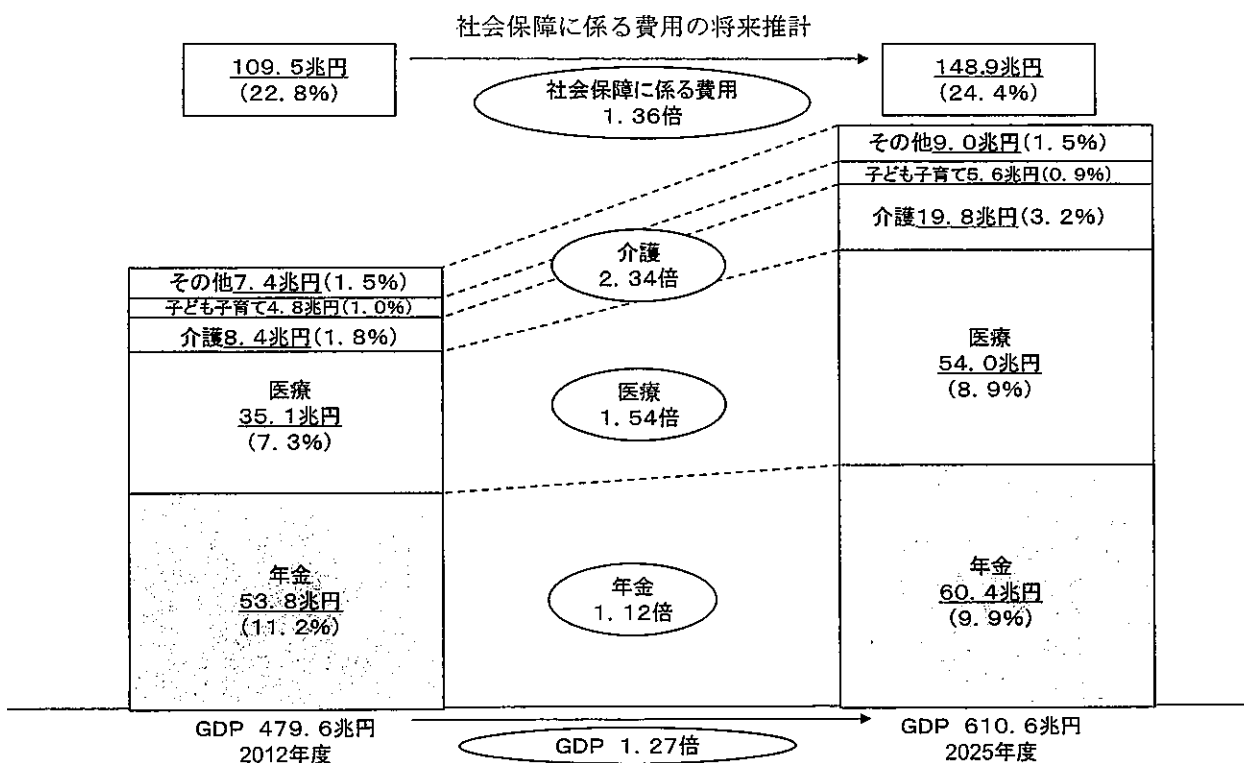 社会保障に係る費用の将来推計
109.5兆円
(22.8%)
社会保障に係る費用
1.36倍
148.9兆円
(24.4%)
その他9.0兆円(1.5%)
子ども子育て5.6兆円(0.9%)
介護19.8兆円(3.2%)
介護
2.34倍
その他7.4兆円(1.5%)
子ども子育て4.8兆円(1.0%)
介護8.4兆円(1.8%)
医療
35.1兆円
(7.3%)
医療
1.54倍
医療
54.0兆円
(8.9%)
年金
53.8兆円
(11.2%)
年金
1.12倍
年金
60.4兆円
(9.9%)
GDP 479.6兆円
2012年度
GDP 1.27倍
GDP 610.6兆円
2025年度